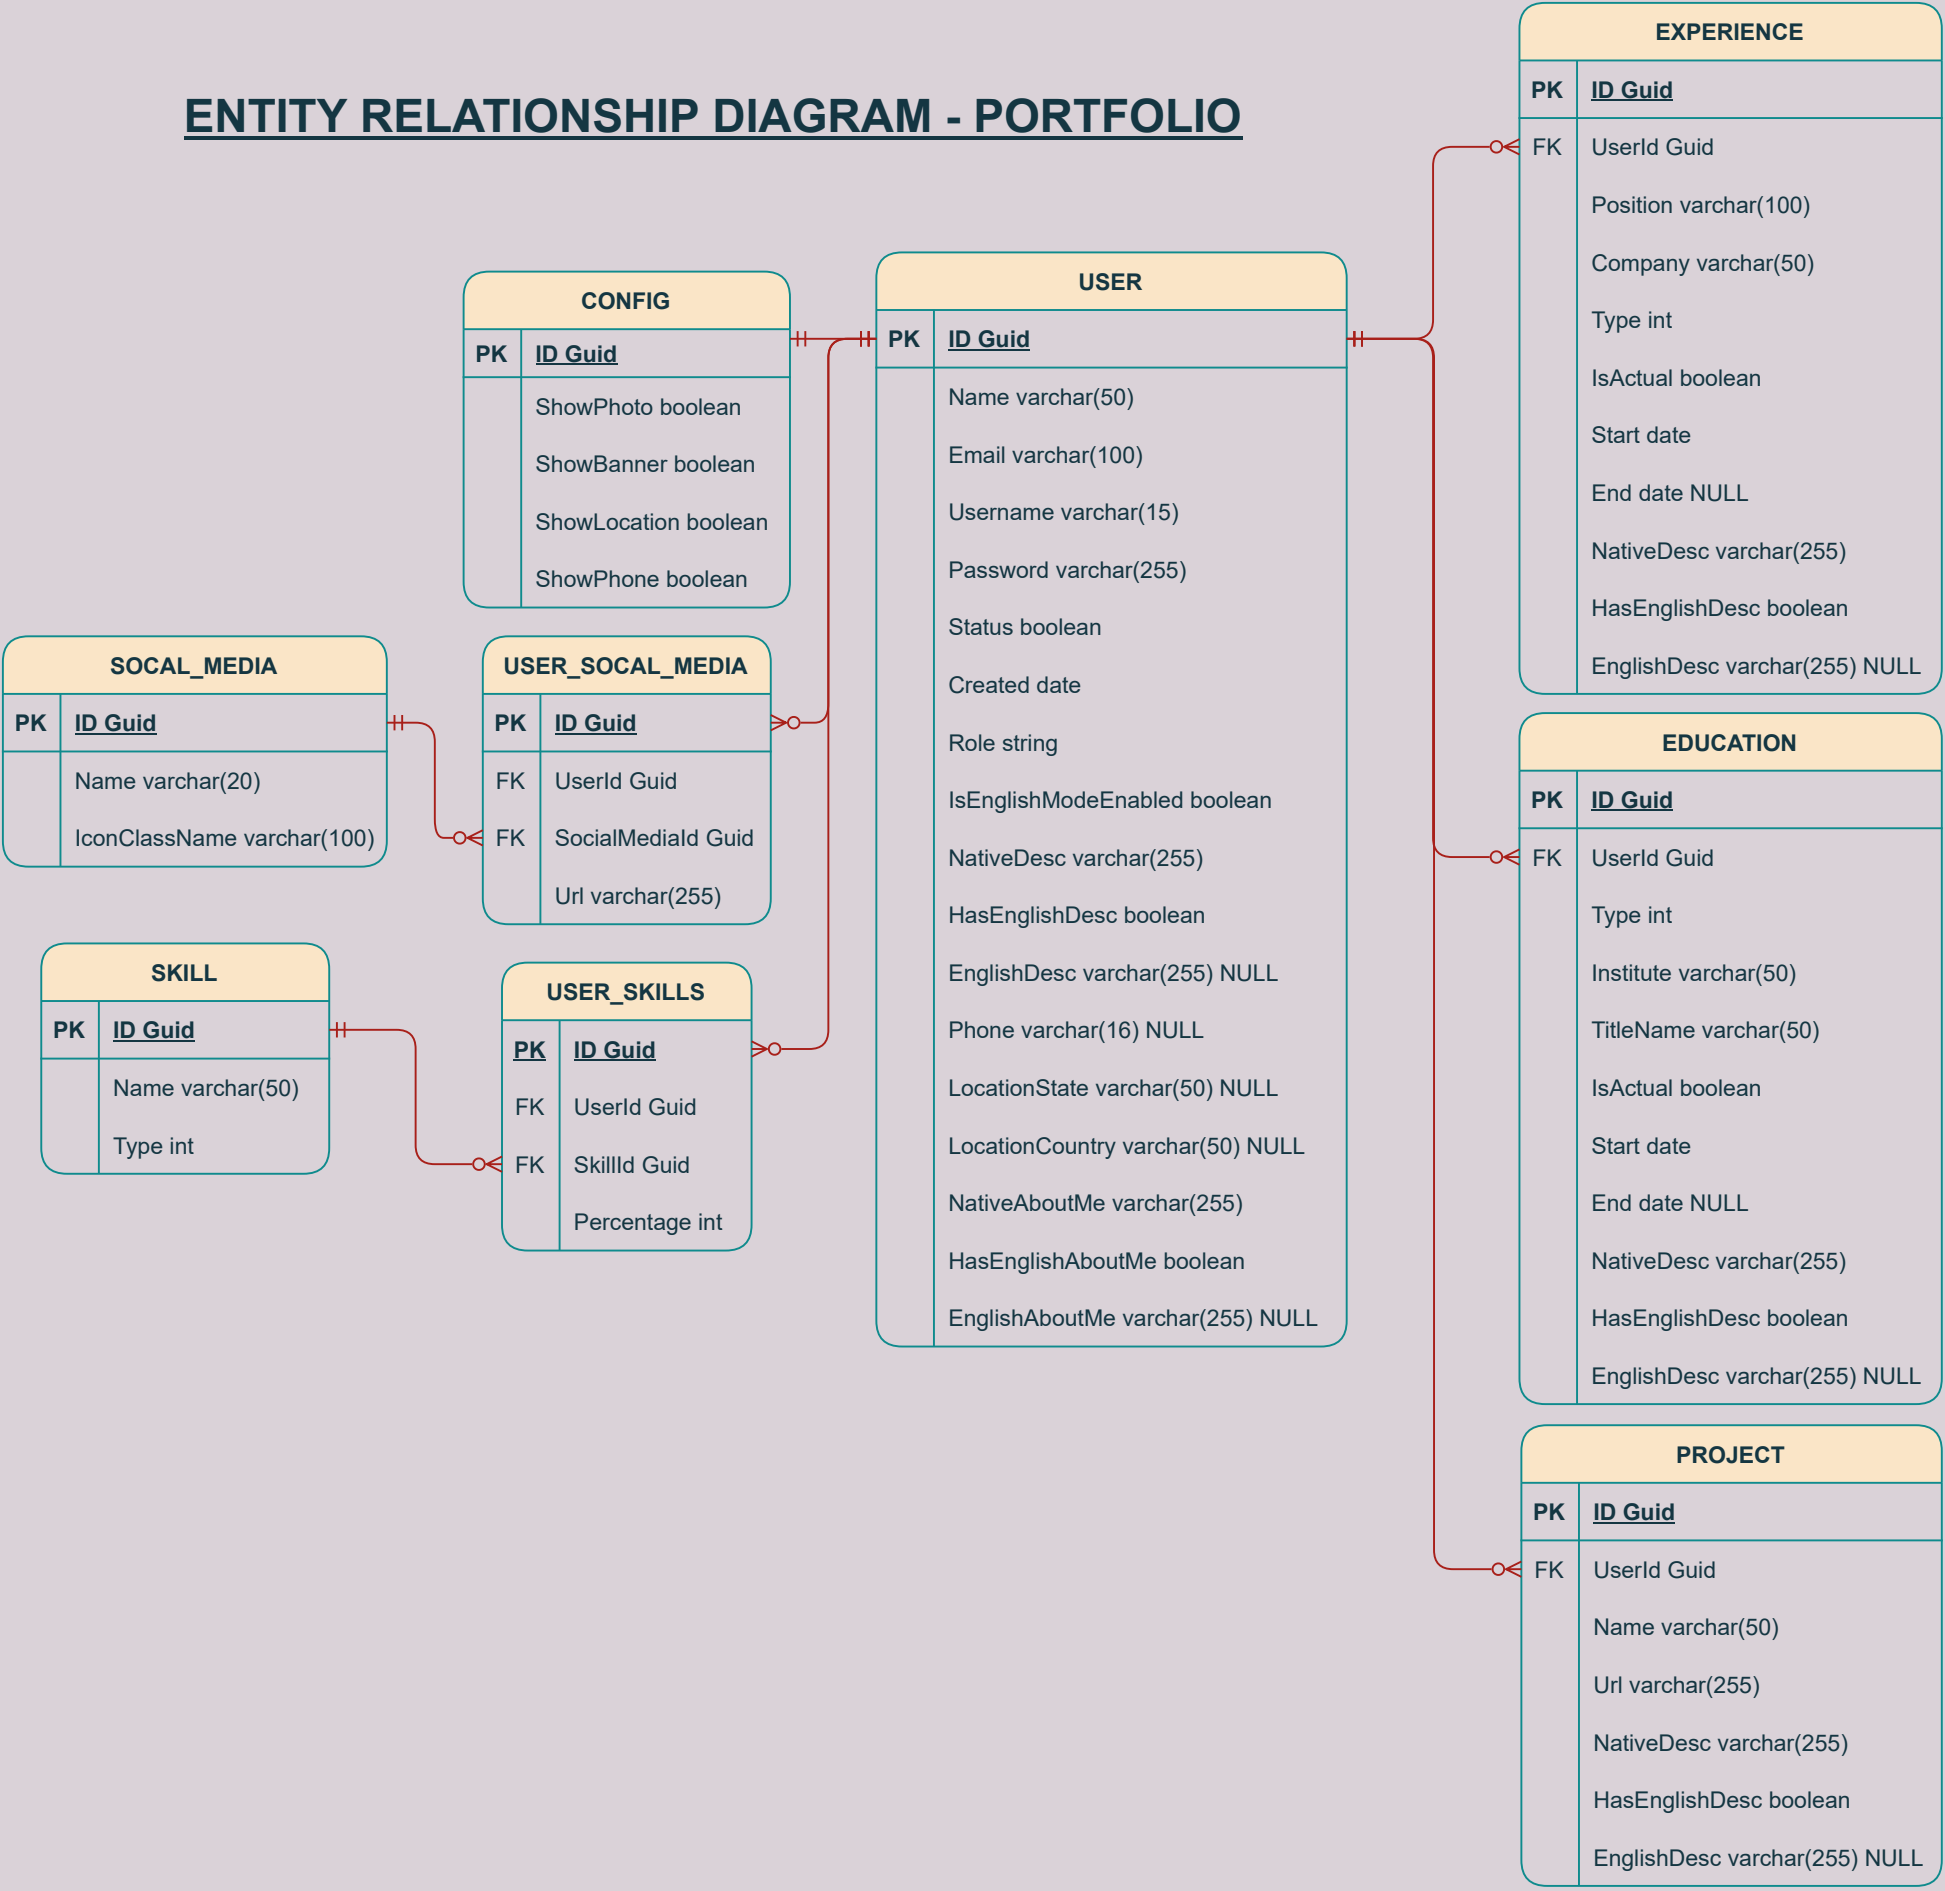 ENTITY RELATIONSHIP DIAGRAM - PORTFOLIO
CONFIG
PK ID Guid
ShowPhoto boolean
ShowBanner boolean
ShowLocation boolean
ShowPhone boolean
SOCAL_MEDIA
PK ID Guid
Name varchar(20)
IconClassName varchar(100)
USER_SOCAL_MEDIA
PK ID Guid
FK UserId Guid
FK SocialMediaId Guid
Url varchar(255)
SKILL
PK ID Guid
Name varchar(50)
Type int
USER_SKILLS
PK ID Guid
FK UserId Guid
FK SkillId Guid
Percentage int
USER
PK ID Guid
Name varchar(50)
Email varchar(100)
Username varchar(15)
Password varchar(255)
Status boolean
Created date
Role string
IsEnglishModeEnabled boolean
NativeDesc varchar(255)
HasEnglishDesc boolean
EnglishDesc varchar(255) NULL
Phone varchar(16) NULL
LocationState varchar(50) NULL
LocationCountry varchar(50) NULL
NativeAboutMe varchar(255)
HasEnglishAboutMe boolean
EnglishAboutMe varchar(255) NULL
EXPERIENCE
PK ID Guid
FK UserId Guid
Position varchar(100)
Company varchar(50)
Type int
IsActual boolean
Start date
End date NULL
NativeDesc varchar(255)
HasEnglishDesc boolean
EnglishDesc varchar(255) NULL
EDUCATION
PK ID Guid
FK UserId Guid
Type int
Institute varchar(50)
TitleName varchar(50)
IsActual boolean
Start date
End date NULL
NativeDesc varchar(255)
HasEnglishDesc boolean
EnglishDesc varchar(255) NULL
PROJECT
PK ID Guid
FK UserId Guid
Name varchar(50)
Url varchar(255)
NativeDesc varchar(255)
HasEnglishDesc boolean
EnglishDesc varchar(255) NULL